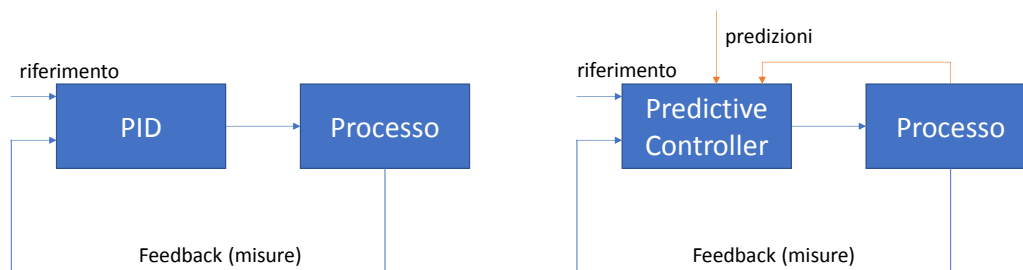 riferimento
PID
Processo
Feedback (misure)
predizioni
riferimento
Predictive
Controller
Processo
Feedback (misure)